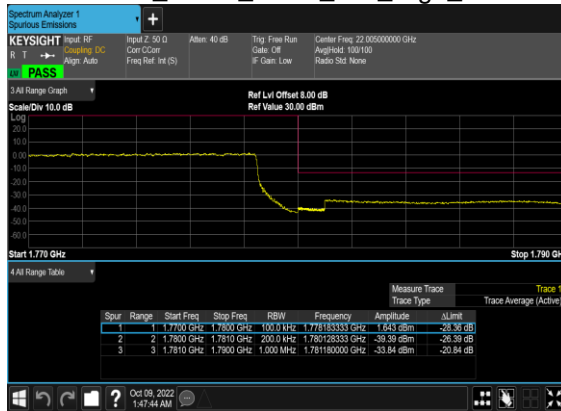 Spectrum Analyzer 1
Spurious Emissions
KEYSIGHT Input: RF Input Z: 50 Ω Atten: 40 dB Trig: Free Run Center Freq: 22.005000000 GHz
R T Coupling: DC Corr CCorr Gate: Off Avg|Hold: 100/100
Align: Auto Freq Ref: Int (S) IF Gain: Low Radio Std: None
PASS
3 All Range Graph
Ref Lvl Offset 8.00 dB
Scale/Div 10.0 dB Ref Value 30.00 dBm
Log
20.0
10.0
0.00
-10.0
-20.0
-30.0
-40.0
-50.0
-60.0
Start 1.770 GHz Stop 1.790 GH
4 All Range Table
Measure Trace Trace 1
Trace Type Trace Average (Active)
Spur Range Start Freq Stop Freq RBW Frequency Amplitude ΔLimit
1 1 1.7700 GHz 1.7800 GHz 100.0 kHz 1.778183333 GHz 1.643 dBm -28.36 dB
2 2 1.7800 GHz 1.7810 GHz 200.0 kHz 1.780128333 GHz -39.39 dBm -26.39 dB
3 3 1.7810 GHz 1.7900 GHz 1.000 MHz 1.781180000 GHz -33.84 dBm -20.84 dB
? Oct 09, 2022
1:47:44 AM